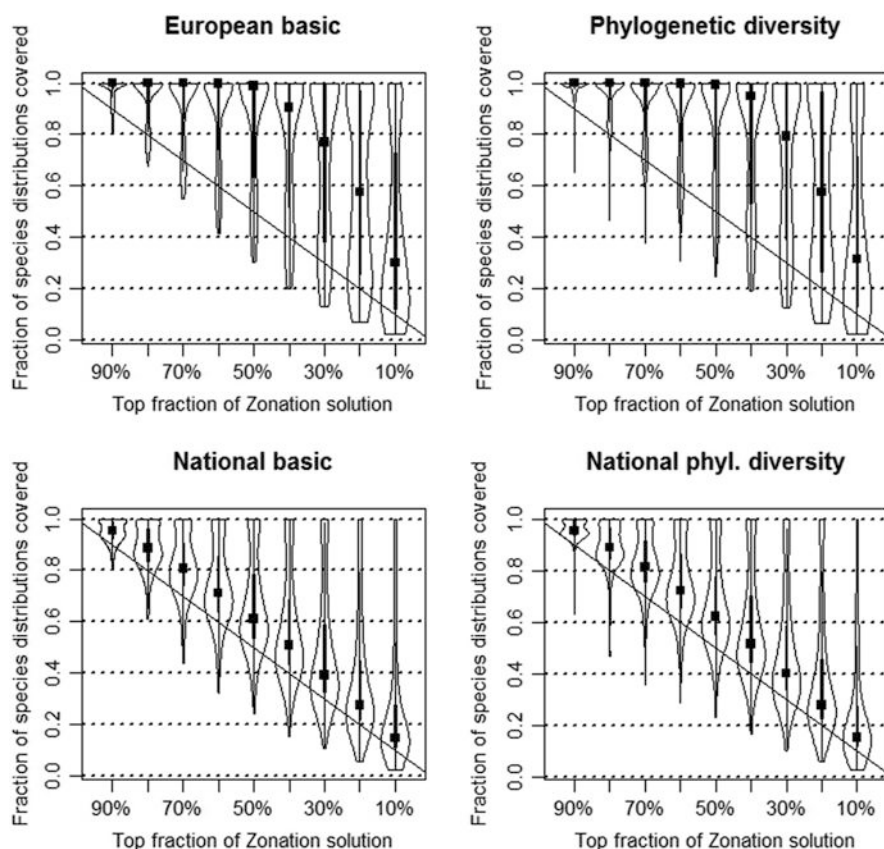 European basic
Fraction of species distributions covered
1.0
0.8
0.6
0.4
0.2
0.0
90% 70% 50% 30% 10%
Top fraction of Zonation solution
Phylogenetic diversity
Fraction of species distributions covered
1.0
0.8
0.6
0.4
0.2
0.0
90% 70% 50% 30% 10%
Top fraction of Zonation solution
National basic
Fraction of species distributions covered
1.0
0.8
0.6
0.4
0.2
0.0
90% 70% 50% 30% 10%
Top fraction of Zonation solution
National phyl. diversity
Fraction of species distributions covered
1.0
0.8
0.6
0.4
0.2
0.0
90% 70% 50% 30% 10%
Top fraction of Zonation solution